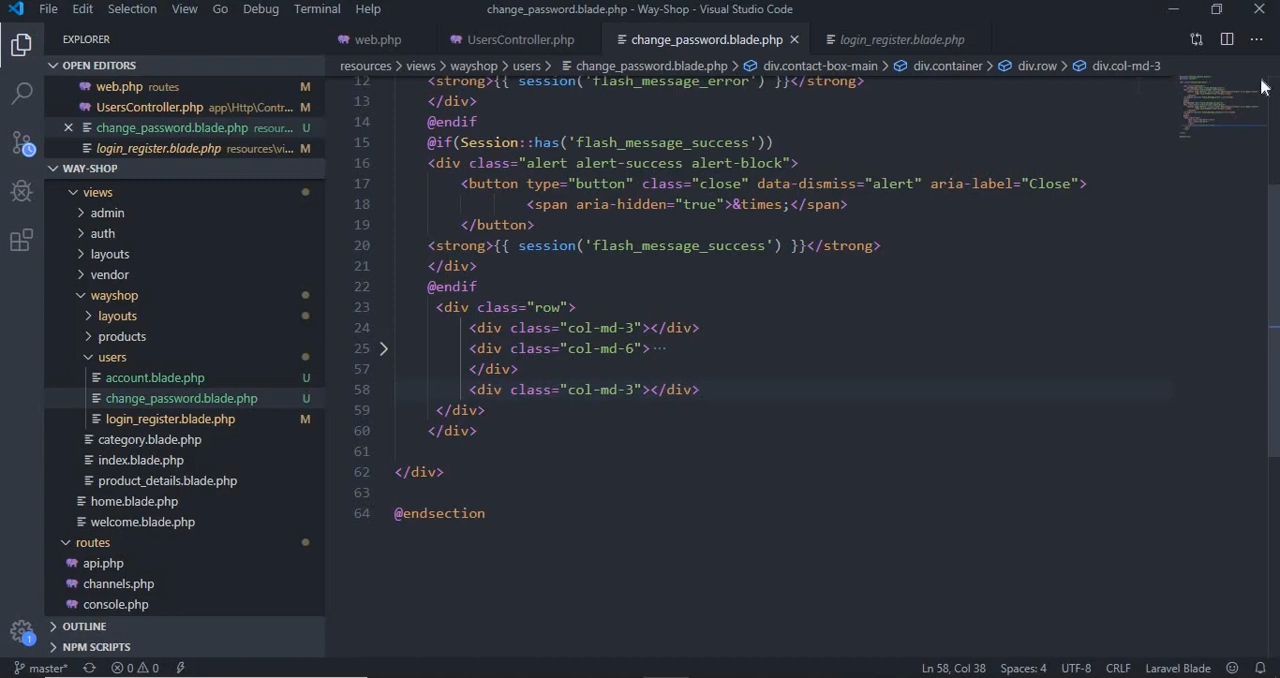 File Edit Selection View Go Debug Terminal Help change_password.blade.php - Way-Shop - Visual Studio Code
EXPLORER
web.php UsersController.php change_password.blade.php login_register.blade.php
OPEN EDITORS
resources > views > wayshop > users > change_password.blade.php > div.contact-box-main > div.container > div.row > div.col-md-3
web.php routes M
UsersController.php app\Http\Contr... M
change_password.blade.php resour... U
login_register.blade.php resources\vi... M
WAY-SHOP
views
admin
auth
layouts
vendor
wayshop
layouts
products
users
account.blade.php U
change_password.blade.php U
login_register.blade.php M
category.blade.php
index.blade.php
product_details.blade.php
home.blade.php
welcome.blade.php
routes
api.php
channels.php
console.php
OUTLINE
NPM SCRIPTS
12 <strong>{{ session('flash_message_error') }}</strong>
13 </div>
14 @endif
15 @if(Session::has('flash_message_success'))
16 <div class="alert alert-success alert-block">
17 <button type="button" class="close" data-dismiss="alert" aria-label="Close">
18 <span aria-hidden="true">&times;</span>
19 </button>
20 <strong>{{ session('flash_message_success') }}</strong>
21 </div>
22 @endif
23 <div class="row">
24 <div class="col-md-3"></div>
25 <div class="col-md-6">···
57 </div>
58 <div class="col-md-3"></div>
59 </div>
60 </div>
61
62 </div>
63
64 @endsection
master* 0 0 Ln 58, Col 38 Spaces: 4 UTF-8 CRLF Laravel Blade